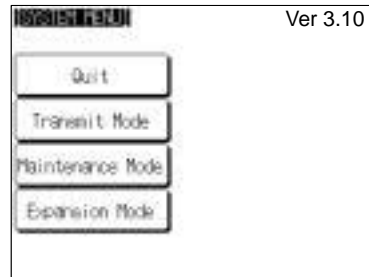 [SYSTEM MENU]
Ver 3.10
Quit
Transmit Mode
Maintenance Mode
Expansion Mode